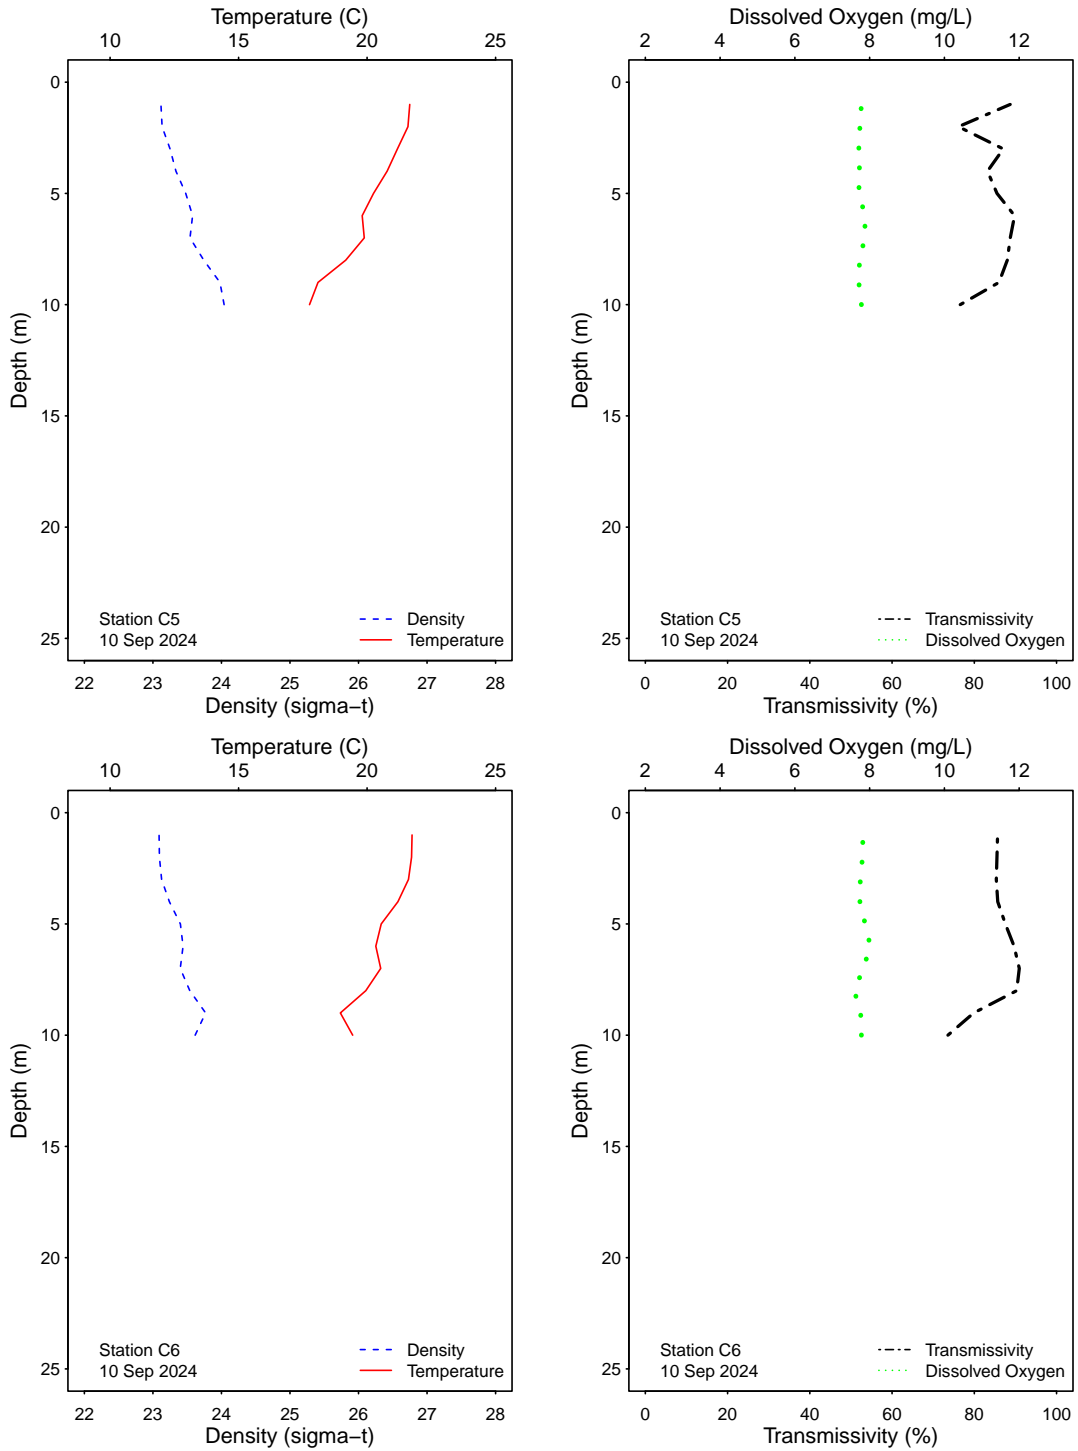 Temperature (C)
10 15 20 25
0
5
10
15
20
25
Depth (m)
Station C5
10 Sep 2024
Density
Temperature
22 23 24 25 26 27 28
Density (sigma−t)
Dissolved Oxygen (mg/L)
2 4 6 8 10 12
0
5
10
15
20
25
Depth (m)
Station C5
10 Sep 2024
Transmissivity
Dissolved Oxygen
0 20 40 60 80 100
Transmissivity (%)
Temperature (C)
10 15 20 25
0
5
10
15
20
25
Depth (m)
Station C6
10 Sep 2024
Density
Temperature
22 23 24 25 26 27 28
Density (sigma−t)
Dissolved Oxygen (mg/L)
2 4 6 8 10 12
0
5
10
15
20
25
Depth (m)
Station C6
10 Sep 2024
Transmissivity
Dissolved Oxygen
0 20 40 60 80 100
Transmissivity (%)